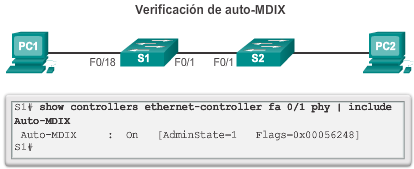 Verificación de auto-MDIX
PC1
F0/18
S1
F0/1
F0/1
S2
PC2
S1# show controllers ethernet-controller fa 0/1 phy | include
Auto-MDIX
Auto-MDIX : On [AdminState=1 Flags=0x00056248]
S1#